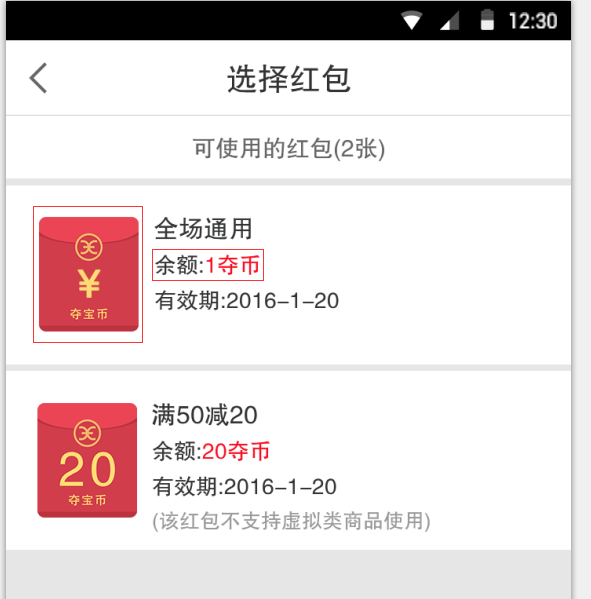 12:30
选择红包
可使用的红包(2张)
¥
夺宝币
全场通用
余额:1夺币
有效期:2016-1-20
20
夺宝币
满50减20
余额:20夺币
有效期:2016-1-20
(该红包不支持虚拟类商品使用)